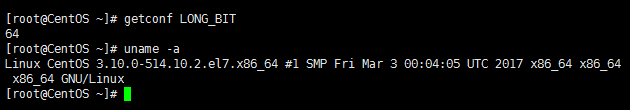 [root@CentOS ~]# getconf LONG_BIT
64
[root@CentOS ~]# uname -a
Linux CentOS 3.10.0-514.10.2.el7.x86_64 #1 SMP Fri Mar 3 00:04:05 UTC 2017 x86_64 x86_64
x86_64 GNU/Linux
[root@CentOS ~]#